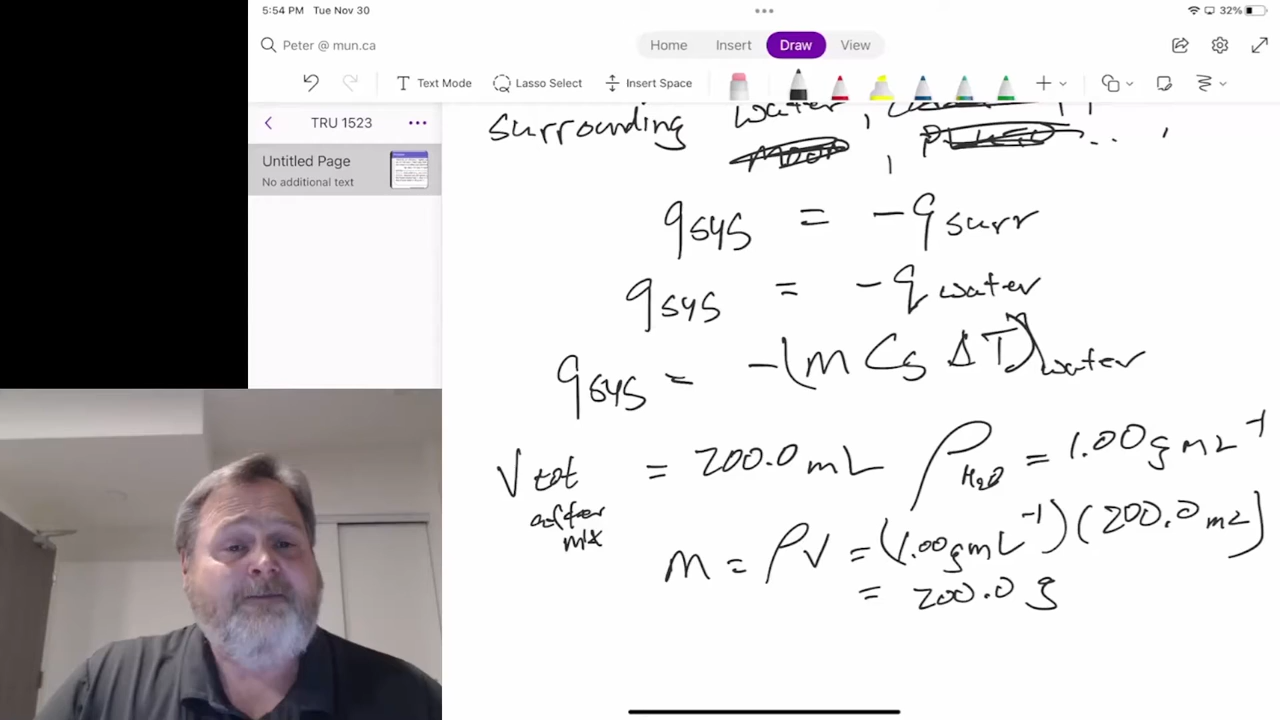 5:54 PM Tue Nov 30
32%
Peter @ mun.ca
Home Insert Draw View
Text Mode Lasso Select Insert Space
TRU 1523
Untitled Page
No additional text
surrounding water, , . . .
qsys = -qsurr
qsys = -qwater
qsys = -(m Cs ΔT)water
Vtot after mix = 200.0 mL ρH2O = 1.00 g mL⁻¹
m = ρV = (1.00 g mL⁻¹)(200.0 mL)
= 200.0 g